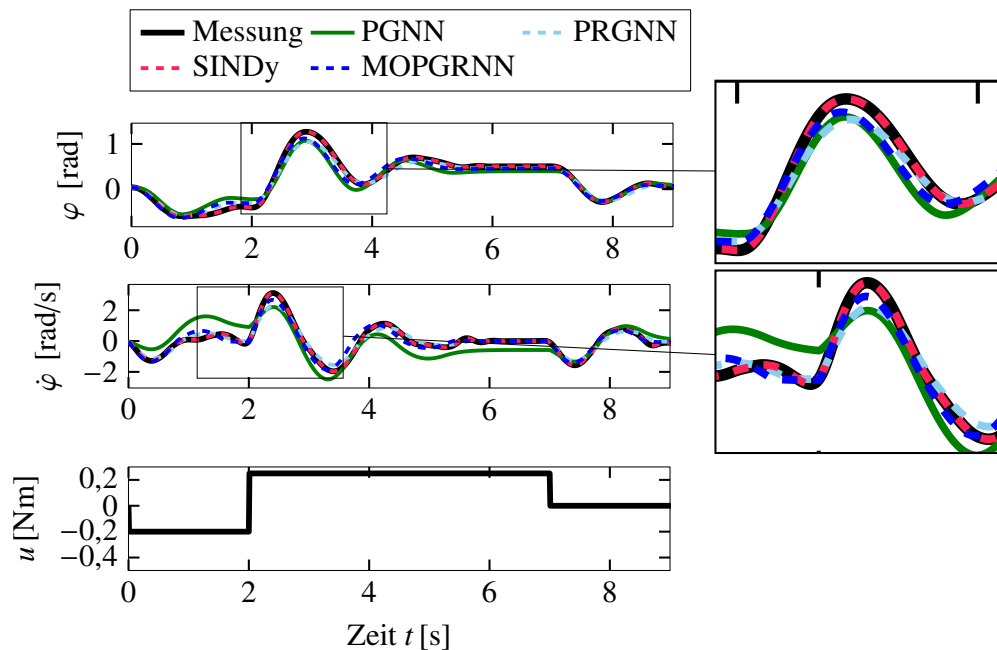 Messung PGNN PRGNN
SINDy MOPGRNN
1
0
φ [rad]
0 2 4 6 8
2
0
−2
φ̇ [rad/s]
0 2 4 6 8
0,2
0
−0,2
−0,4
u [Nm]
0 2 4 6 8
Zeit t [s]